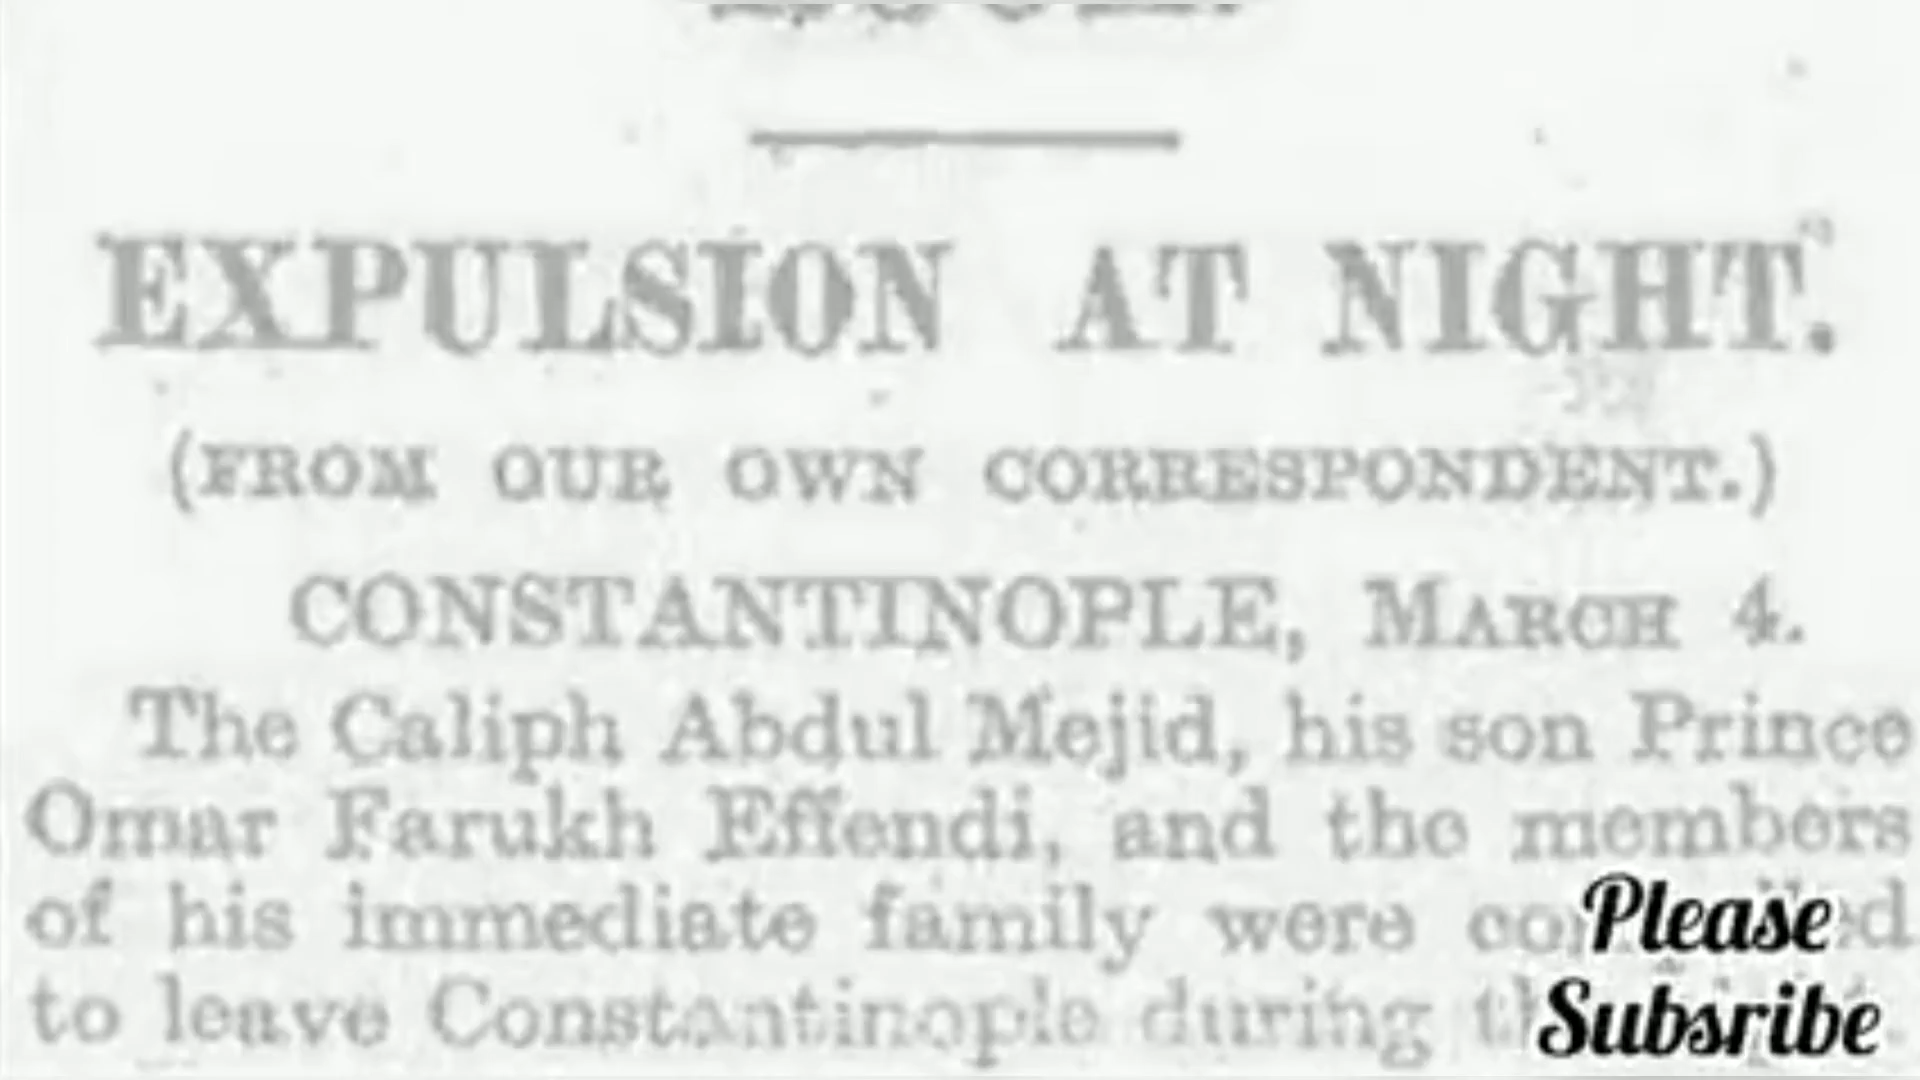 EXPULSION AT NIGHT.
(FROM OUR OWN CORRESPONDENT.)
CONSTANTINOPLE, MARCH 4.
The Caliph Abdul Mejid, his son Prince
Omar Farukh Effendi, and the members
of his immediate family were
to leave Constantinople during
Please
Subsribe